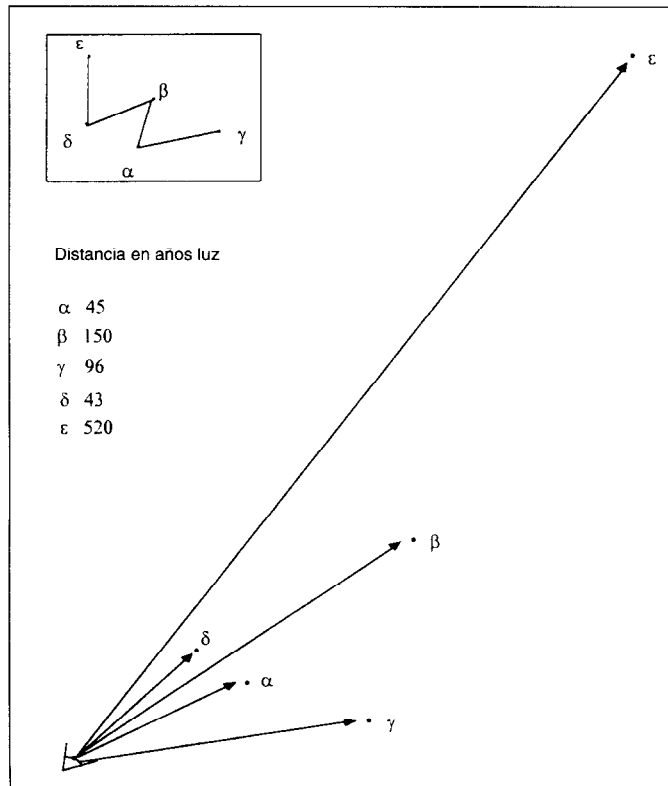 ε
β
δ
γ
α
Distancia en años luz
α 45
β 150
γ 96
δ 43
ε 520
ε
β
δ
α
γ